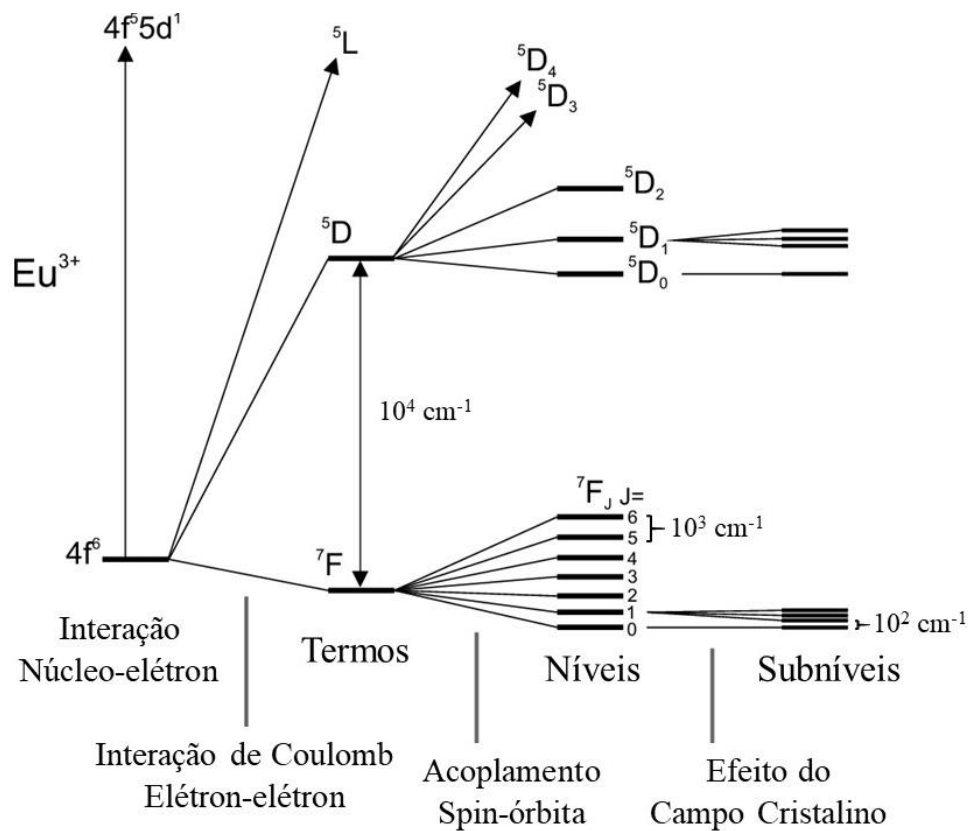 4f⁵5d¹
⁵L
⁵D₄
⁵D₃
⁵D₂
⁵D
⁵D₁
⁵D₀
Eu³⁺
10⁴ cm⁻¹
⁷F_J J=
6
5
10³ cm⁻¹
4
3
2
1
0
10² cm⁻¹
4f⁶
⁷F
Interação
Núcleo-elétron
Termos
Níveis
Subníveis
Interação de Coulomb
Elétron-elétron
Acoplamento
Spin-órbita
Efeito do
Campo Cristalino